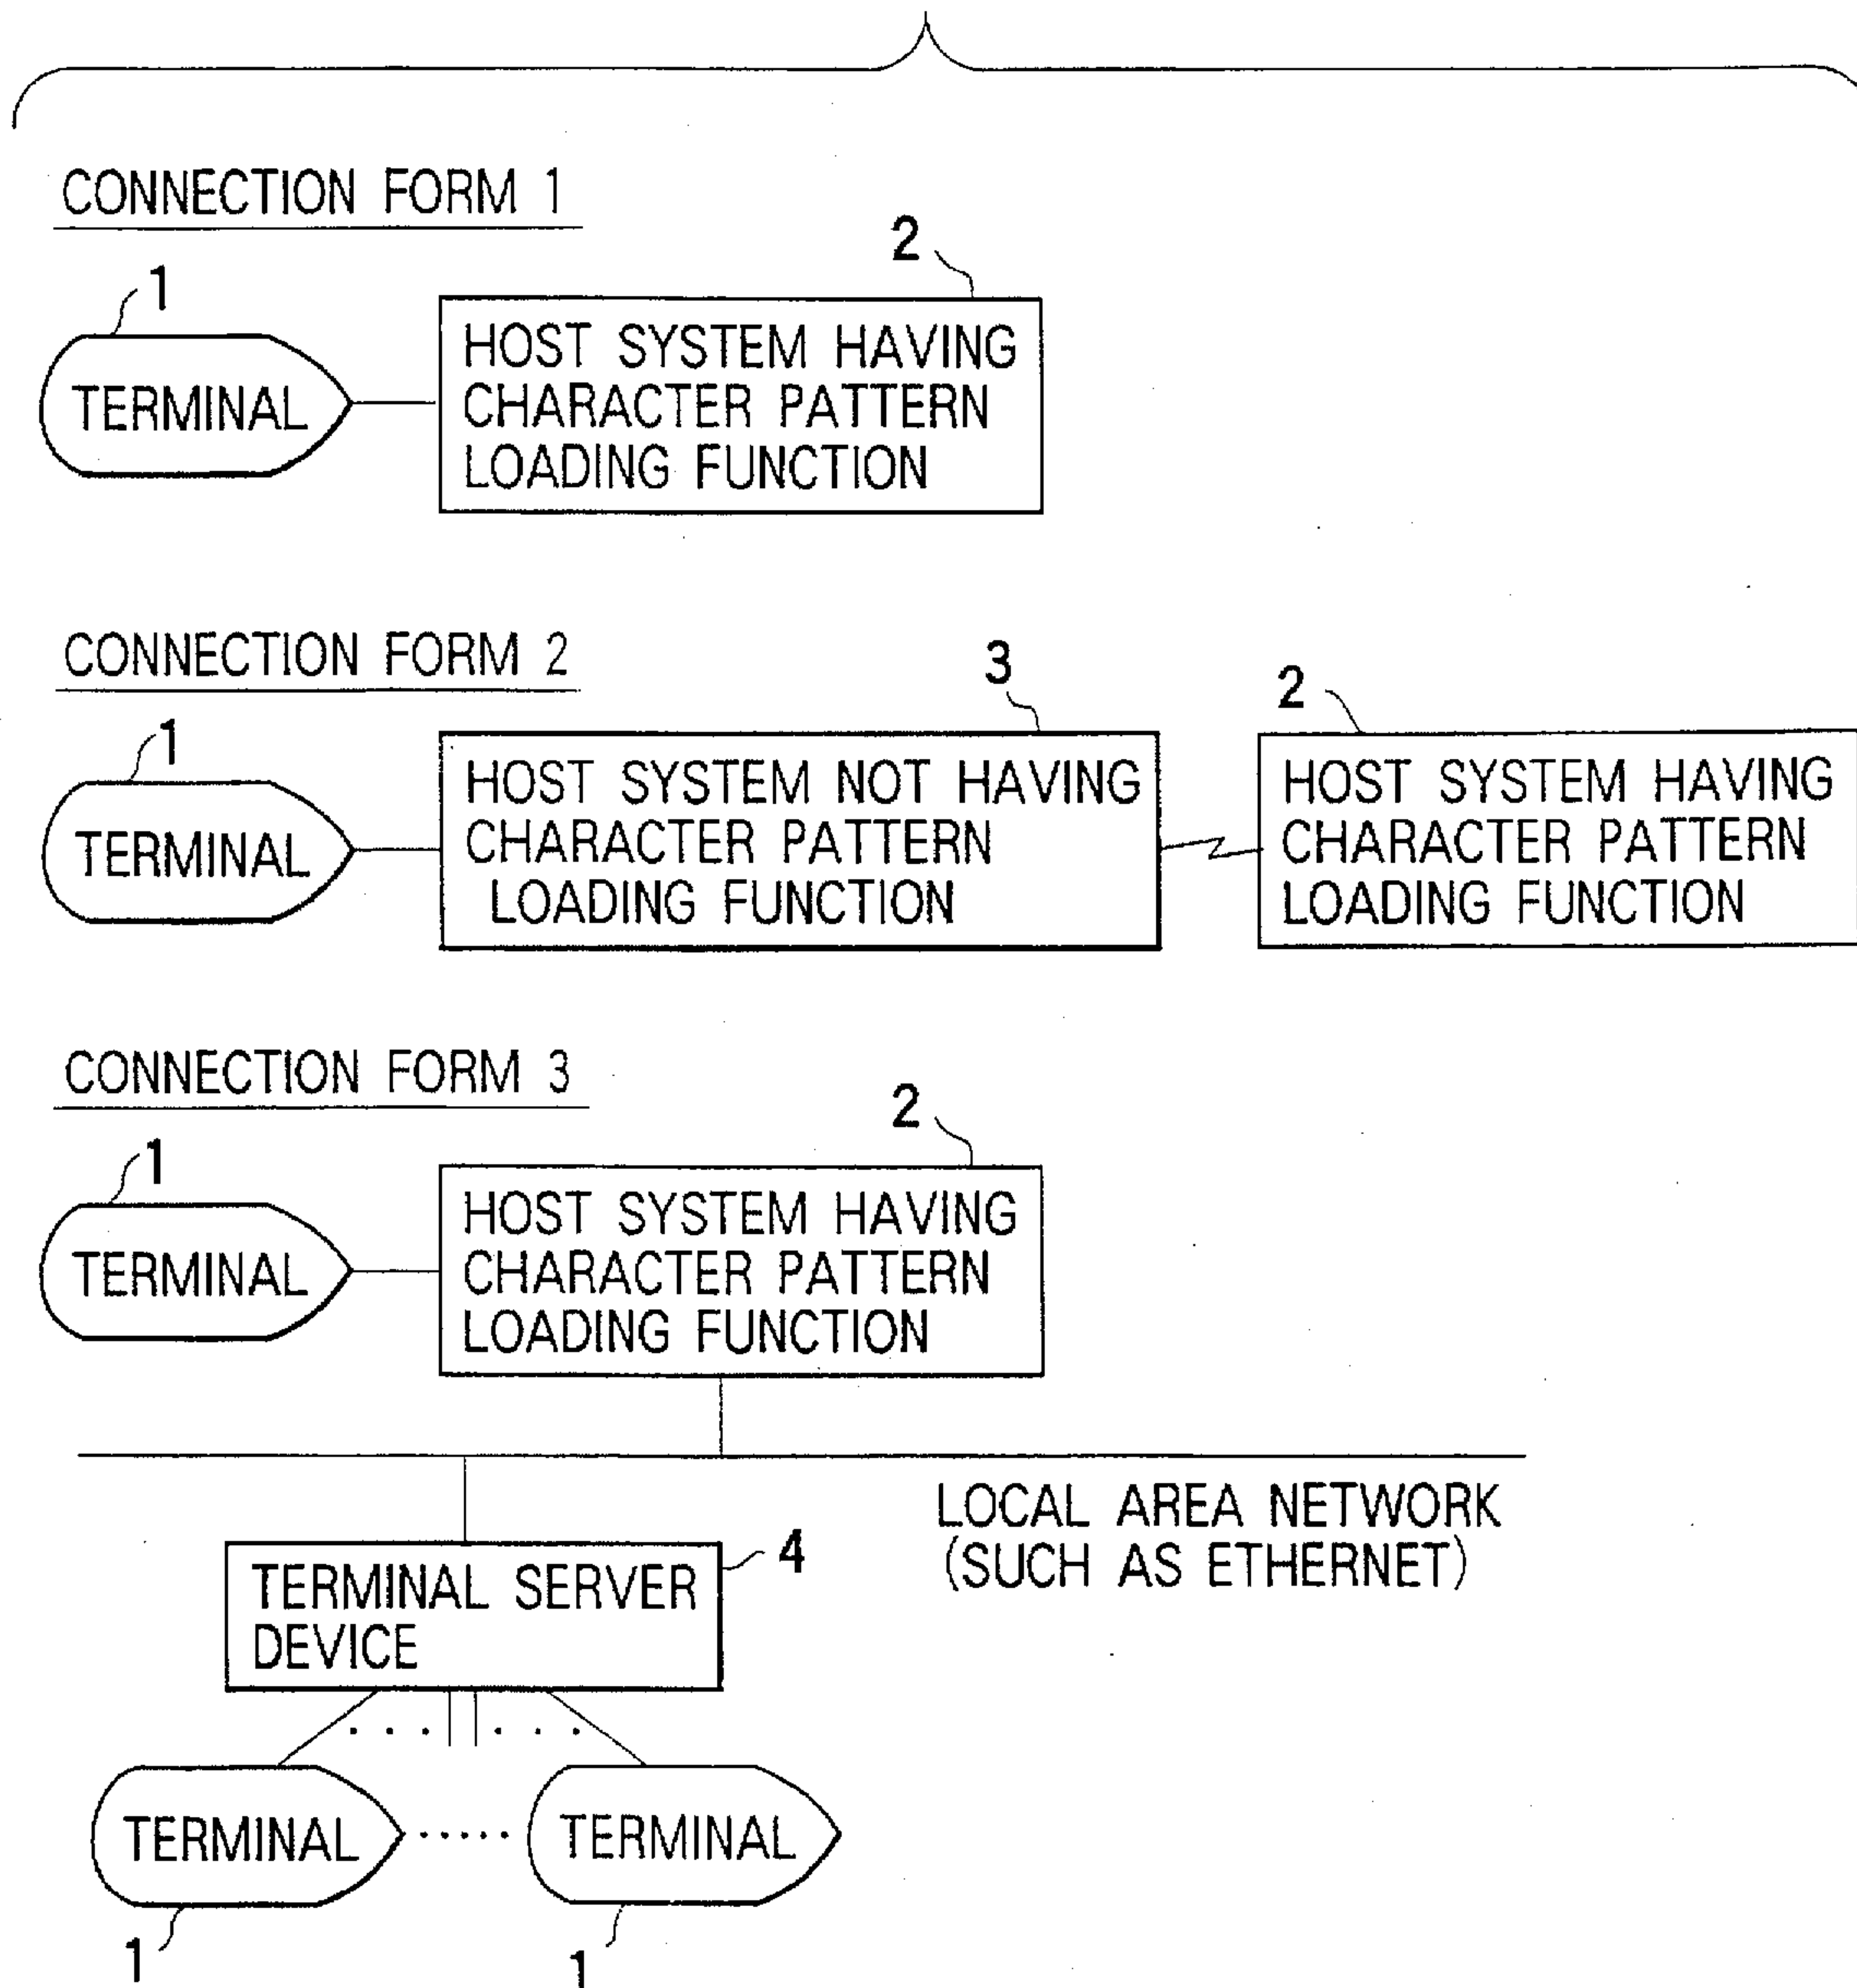 CONNECTION FORM 1
1
2
TERMINAL
HOST SYSTEM HAVING
CHARACTER PATTERN
LOADING FUNCTION
CONNECTION FORM 2
1
3
2
TERMINAL
HOST SYSTEM NOT HAVING
CHARACTER PATTERN
LOADING FUNCTION
HOST SYSTEM HAVING
CHARACTER PATTERN
LOADING FUNCTION
CONNECTION FORM 3
1
2
TERMINAL
HOST SYSTEM HAVING
CHARACTER PATTERN
LOADING FUNCTION
LOCAL AREA NETWORK
(SUCH AS ETHERNET)
4
TERMINAL SERVER
DEVICE
TERMINAL
TERMINAL
1
1